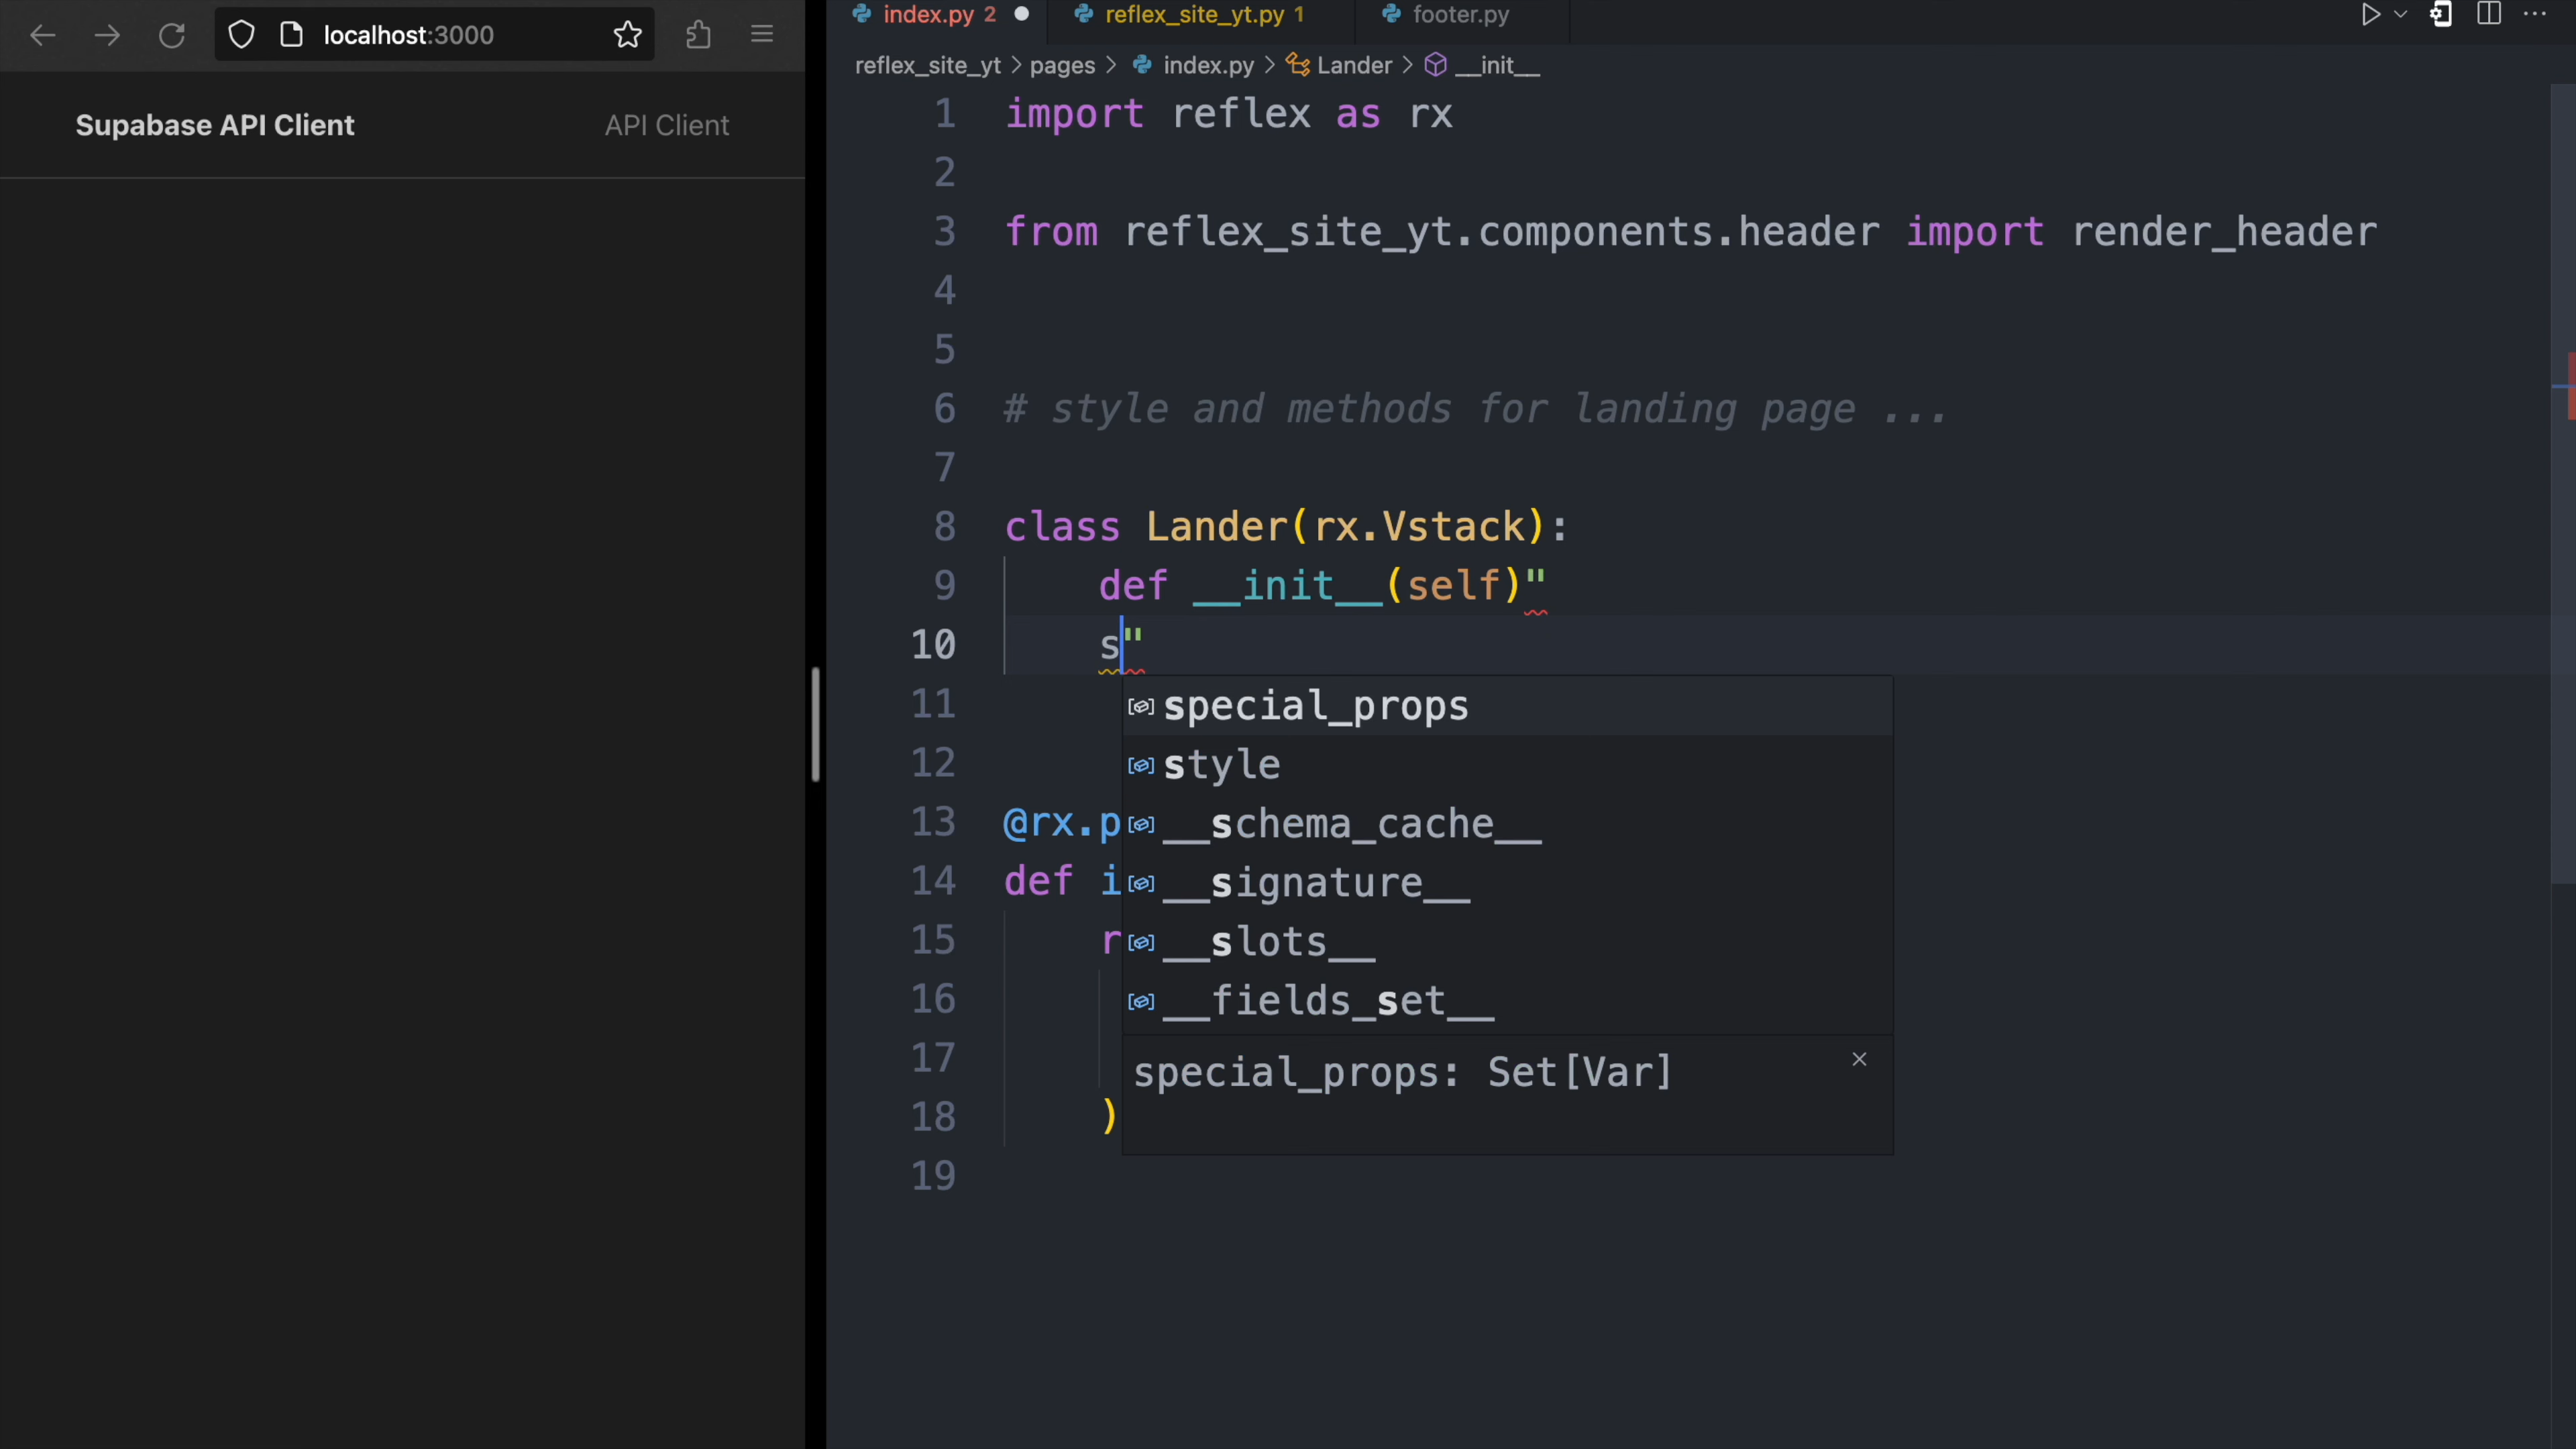 localhost:3000
Supabase API Client
API Client
index.py 2
reflex_site_yt.py 1
footer.py
reflex_site_yt > pages > index.py > Lander > __init__
1 import reflex as rx
2
3 from reflex_site_yt.components.header import render_header
4
5
6 # style and methods for landing page ...
7
8 class Lander(rx.Vstack):
9 def __init__(self)"
10 s"
11
12
13 @rx.p
14 def i
15 r
16
17
18 )
19
special_props
style
__schema_cache__
__signature__
__slots__
__fields_set__
special_props: Set[Var]